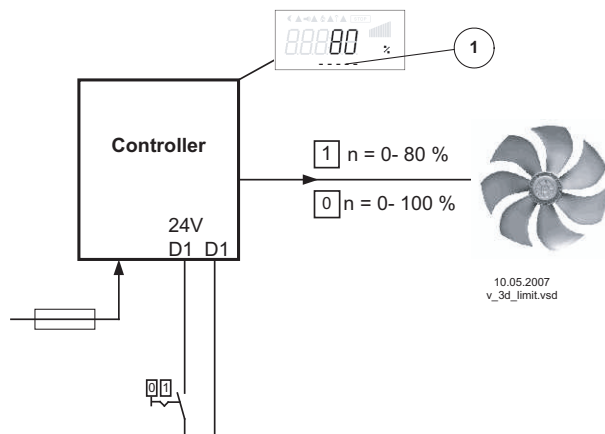 80 %
1
Controller
1 n = 0- 80 %
0 n = 0- 100 %
24V
D1 D1
10.05.2007
v_3d_limit.vsd
0 1